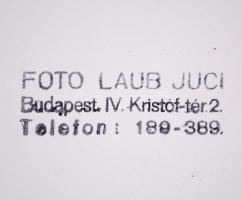 FOTO LAUB JUCI
Budapest. IV. Kristóf-tér 2.
Telefon: 189-389.